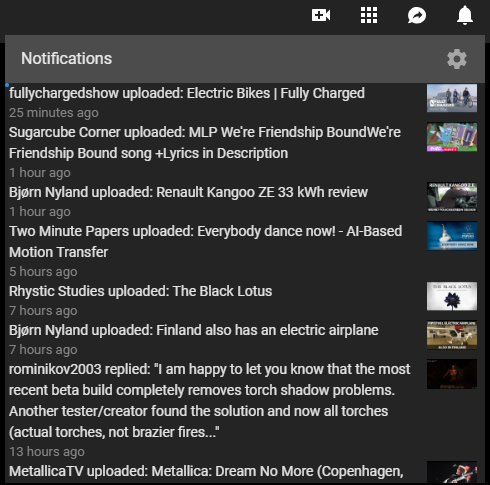 Notifications
fullychargedshow uploaded: Electric Bikes | Fully Charged
25 minutes ago
Sugarcube Corner uploaded: MLP We're Friendship BoundWe're
Friendship Bound song +Lyrics in Description
1 hour ago
Bjørn Nyland uploaded: Renault Kangoo ZE 33 kWh review
1 hour ago
Two Minute Papers uploaded: Everybody dance now! - AI-Based
Motion Transfer
5 hours ago
Rhystic Studies uploaded: The Black Lotus
7 hours ago
Bjørn Nyland uploaded: Finland also has an electric airplane
7 hours ago
rominikov2003 replied: "I am happy to let you know that the most
recent beta build completely removes torch shadow problems.
Another tester/creator found the solution and now all torches
(actual torches, not brazier fires..."
13 hours ago
MetallicaTV uploaded: Metallica: Dream No More (Copenhagen,